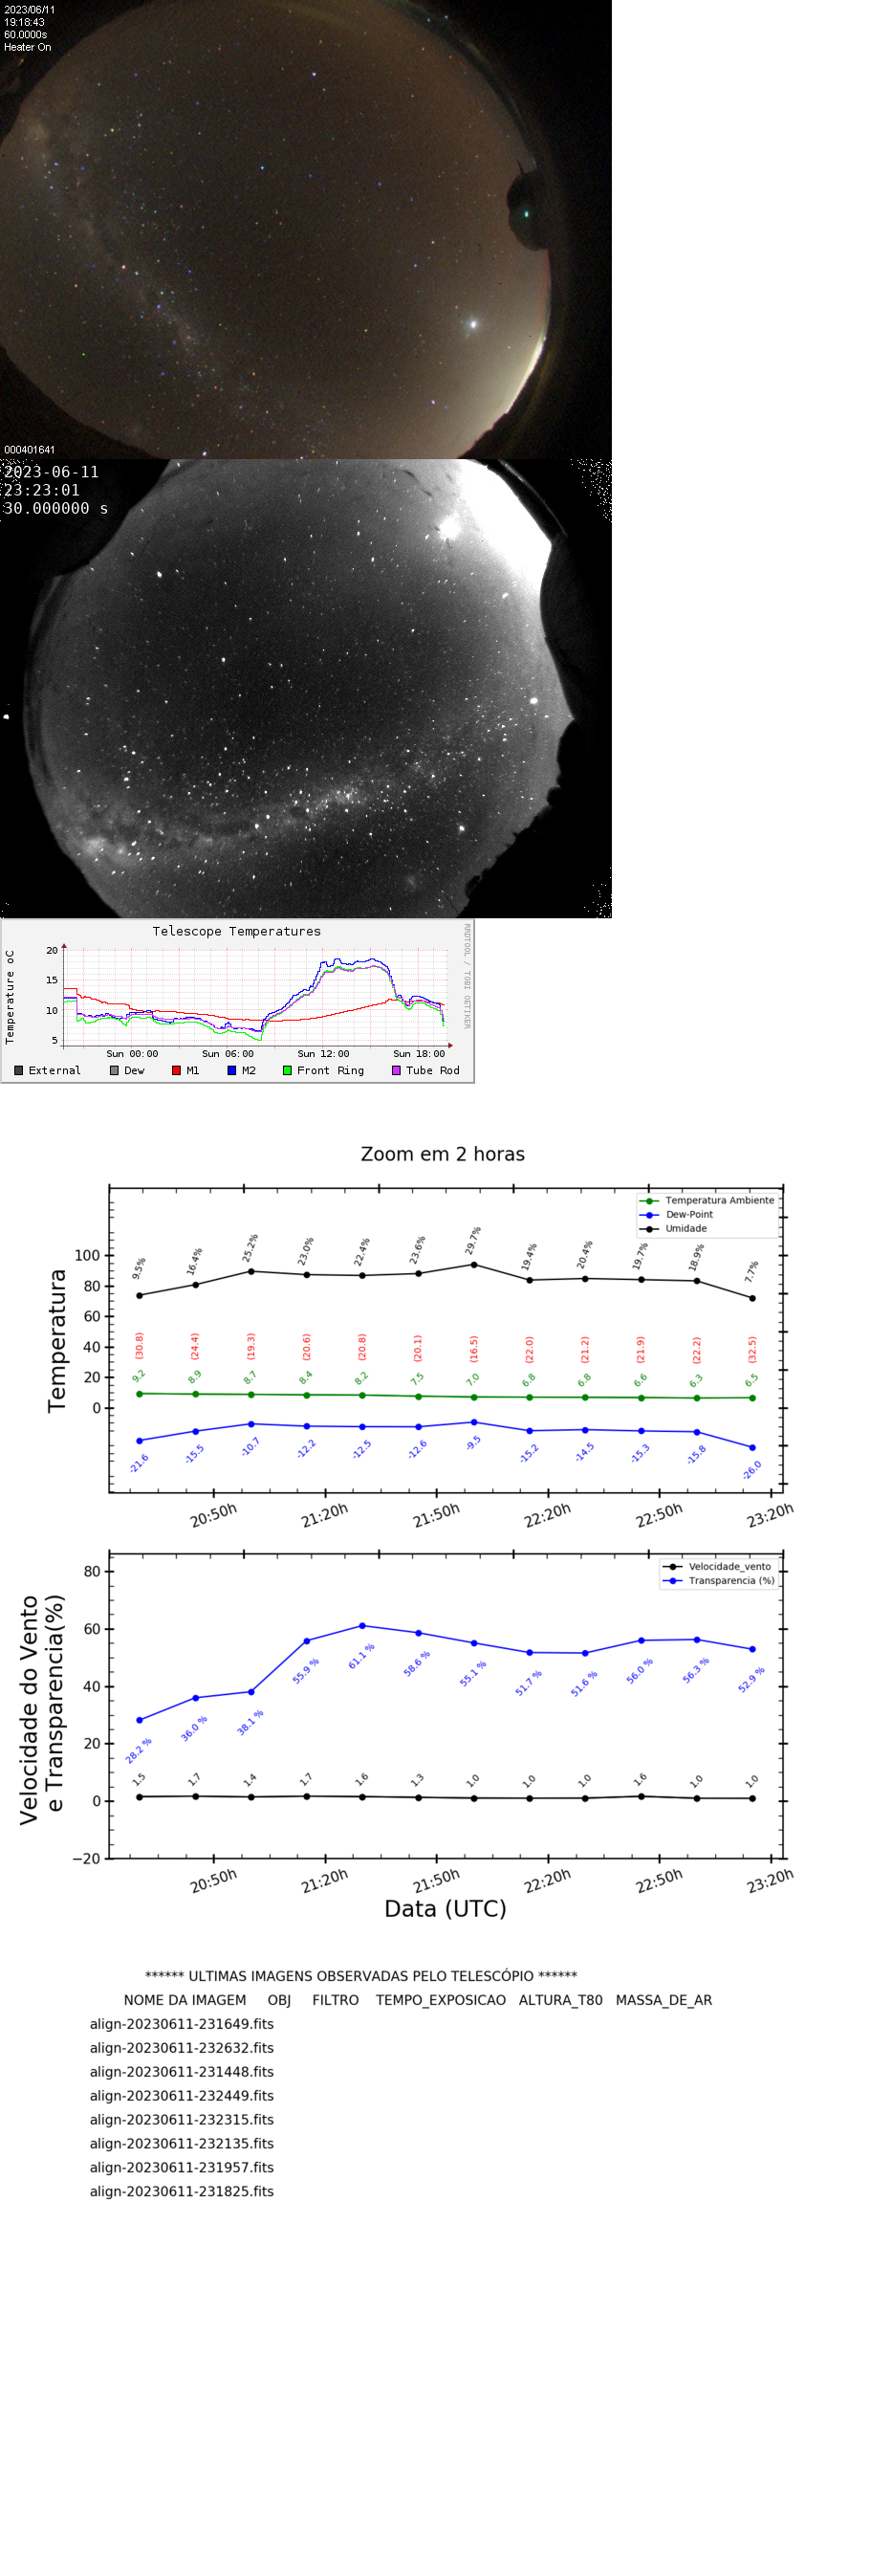 2023/06/11
19:18:43
60.0000s
Heater On
000401641
2023-06-11
23:23:01
30.000000 s
Telescope Temperatures
RRDTOOL / TOBI OETIKER
Temperature oC
20
15
10
5
Sun 00:00 Sun 06:00 Sun 12:00 Sun 18:00
External Dew M1 M2 Front Ring Tube Rod
Zoom em 2 horas
Temperatura Ambiente
Dew-Point
Umidade
Temperatura
100
80
60
40
20
0
9.5% 16.4% 25.2% 23.0% 22.4% 23.6% 29.7% 19.4% 20.4% 19.7% 18.9% 7.7%
(30.8) (24.4) (19.3) (20.6) (20.8) (20.1) (16.5) (22.0) (21.2) (21.9) (22.2) (32.5)
9.2 8.9 8.7 8.4 8.2 7.5 7.0 6.8 6.8 6.6 6.3 6.5
-21.6 -15.5 -10.7 -12.2 -12.5 -12.6 -9.5 -15.2 -14.5 -15.3 -15.8 -26.0
20:50h 21:20h 21:50h 22:20h 22:50h 23:20h
Velocidade_vento
Transparencia (%)
Velocidade do Vento
e Transparencia(%)
80
60
40
20
0
−20
28.2 % 36.0 % 38.1 % 55.9 % 61.1 % 58.6 % 55.1 % 51.7 % 51.6 % 56.0 % 56.3 % 52.9 %
1.5 1.7 1.4 1.7 1.6 1.3 1.0 1.0 1.0 1.6 1.0 1.0
20:50h 21:20h 21:50h 22:20h 22:50h 23:20h
Data (UTC)
****** ULTIMAS IMAGENS OBSERVADAS PELO TELESCÓPIO ******
NOME DA IMAGEM OBJ FILTRO TEMPO_EXPOSICAO ALTURA_T80 MASSA_DE_AR
align-20230611-231649.fits
align-20230611-232632.fits
align-20230611-231448.fits
align-20230611-232449.fits
align-20230611-232315.fits
align-20230611-232135.fits
align-20230611-231957.fits
align-20230611-231825.fits